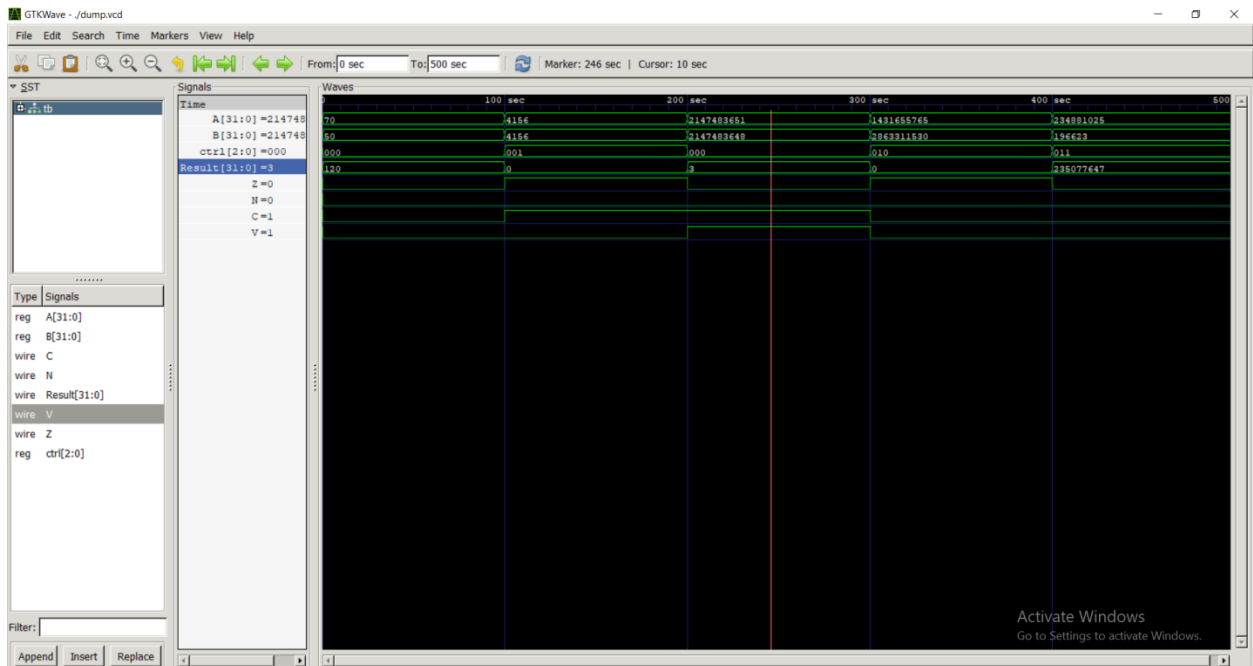 GTKWave - ./dump.vcd
File Edit Search Time Markers View Help
From: 0 sec To: 500 sec Marker: 246 sec | Cursor: 10 sec
SST
tb
Type Signals
reg A[31:0]
reg B[31:0]
wire C
wire N
wire Result[31:0]
wire V
wire Z
reg ctrl[2:0]
Filter:
Append Insert Replace
Signals
Time
A[31:0] =214748
B[31:0] =214748
ctrl[2:0] =000
Result[31:0] =3
Z =0
N =0
C =1
V =1
Waves
100 sec 200 sec 300 sec 400 sec 500
70 4156 2147483651 1431655765 234881025
50 4156 2147483648 2863311530 196623
000 001 000 010 011
120 0 3 0 235077647
Activate Windows
Go to Settings to activate Windows.